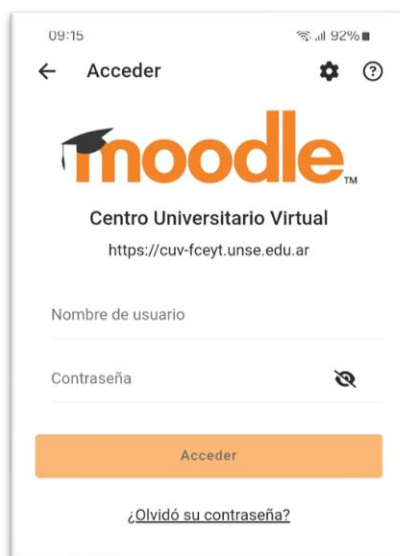 09:15 92%
Acceder
moodle TM
Centro Universitario Virtual
https://cuv-fceyt.unse.edu.ar
Nombre de usuario
Contraseña
Acceder
¿Olvidó su contraseña?